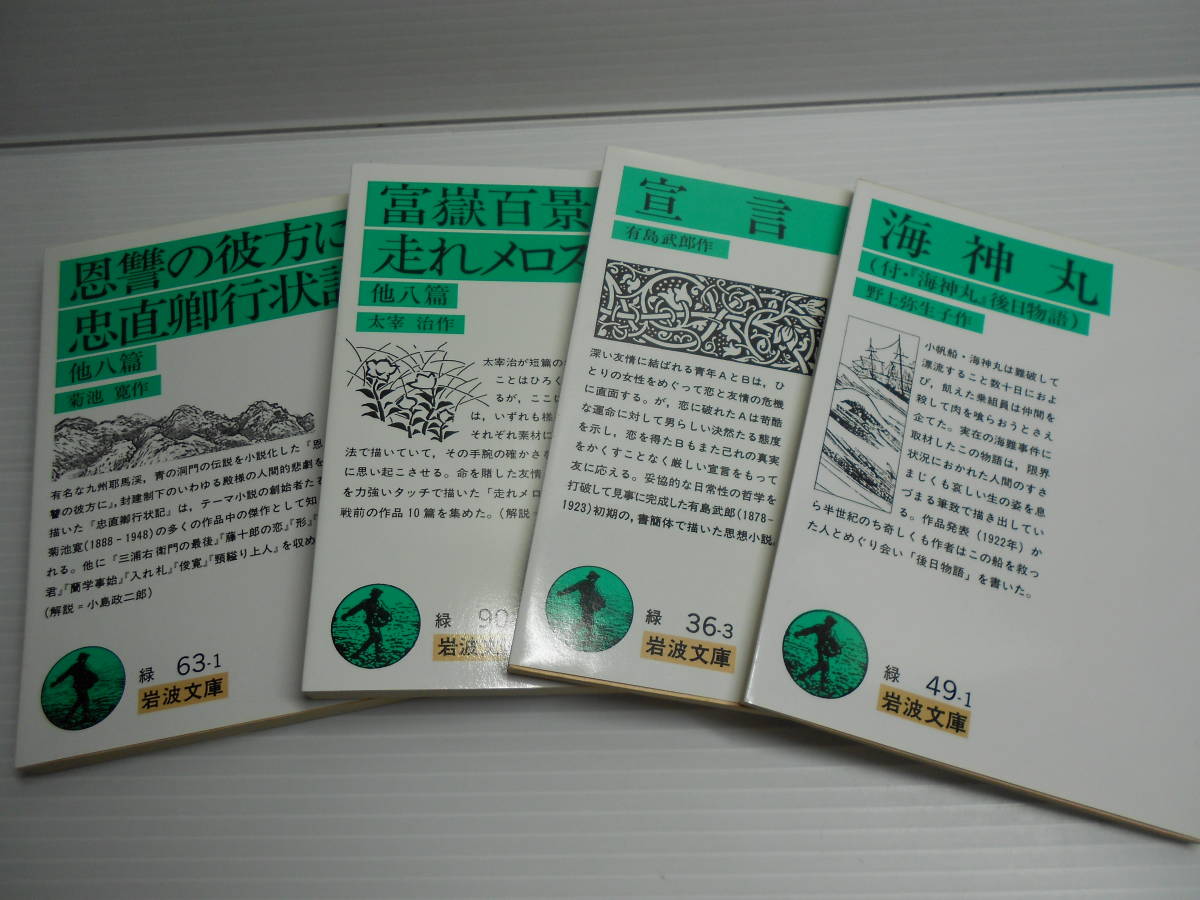 恩讐の彼方に
忠直卿行状記
他八篇
菊池 寛作
有名な九州耶馬渓，青の洞門の伝説を小説化した『恩
讐の彼方に』，封建制下のいわゆる殿様の人間的悲劇を
描いた『忠直卿行状記』は，テーマ小説の創始者た
菊池寛(1888-1948)の多くの作品中の傑作として知
れる。他に『三浦右衛門の最後』『藤十郎の恋』『形』
君』『蘭学事始』『入れ札』『俊寛』『頸縊り上人』を収め
(解説＝小島政二郎)
緑 63-1
岩波文庫
富嶽百景
走れメロス
他八篇
太宰 治作
太宰治が短篇の
ことはひろく
るが，ここに
は，いずれも様
それぞれ素材に
法で描いていて，その手腕の確かさを
に思い起こさせる。命を賭した友情
を力強いタッチで描いた「走れメロ
戦前の作品10篇を集めた。(解説
緑 90
岩波文庫
宣言
有島武郎作
深い友情に結ばれる青年AとBは，ひ
とりの女性をめぐって恋と友情の危機
に直面する。が，恋に破れたAは苛酷
な運命に対して男らしい決然たる態度
を示し，恋を得た日もまた己れの真実
をかくすことなく厳しい宣言をもって
友に応える。妥協的な日常性の哲学を
打破して見事に完成した有島武郎(1878-
1923)初期の，書簡体で描いた思想小説。
緑 36-3
岩波文庫
海神丸
(付・『海神丸』後日物語)
野上弥生子作
小帆船・海神丸は難破して
漂流すること数十日におよ
び，飢えた乗組員は仲間を
殺して肉を喰らおうとさえ
企てた。実在の海難事件に
取材したこの物語は，限界
状況におかれた人間のすさ
まじくも哀しい生の姿を息
づまる筆致で描き出してい
る。作品発表（1922年）か
ら半世紀のち奇しくも作者はこの船を救っ
た人とめぐり会い「後日物語」を書いた。
緑 49-1
岩波文庫